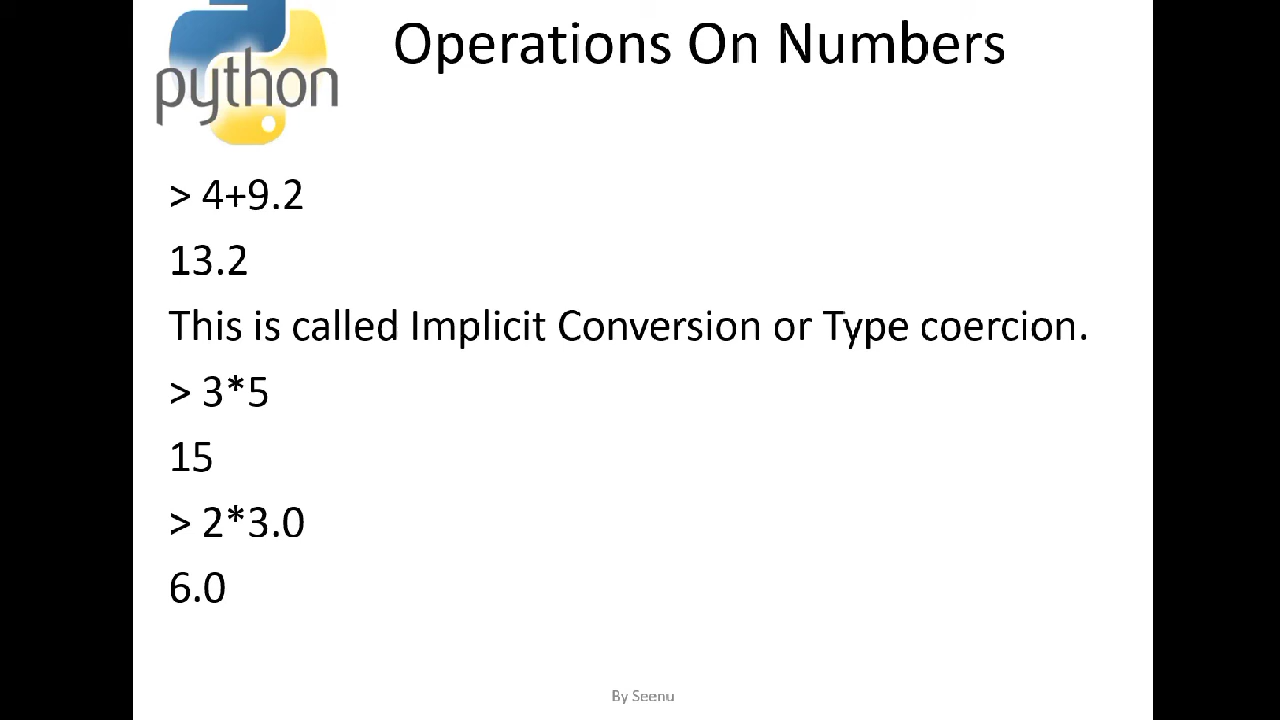 python
Operations On Numbers
> 4+9.2
13.2
This is called Implicit Conversion or Type coercion.
> 3*5
15
> 2*3.0
6.0
By Seenu